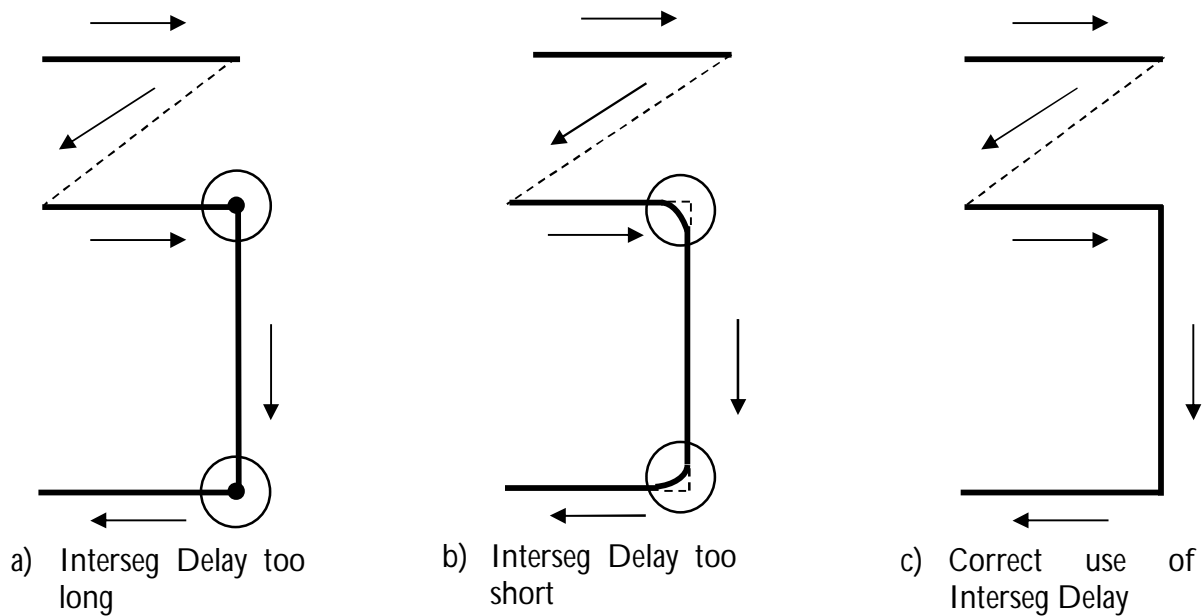 a) Interseg Delay too
long
b) Interseg Delay too
short
c) Correct use of
Interseg Delay